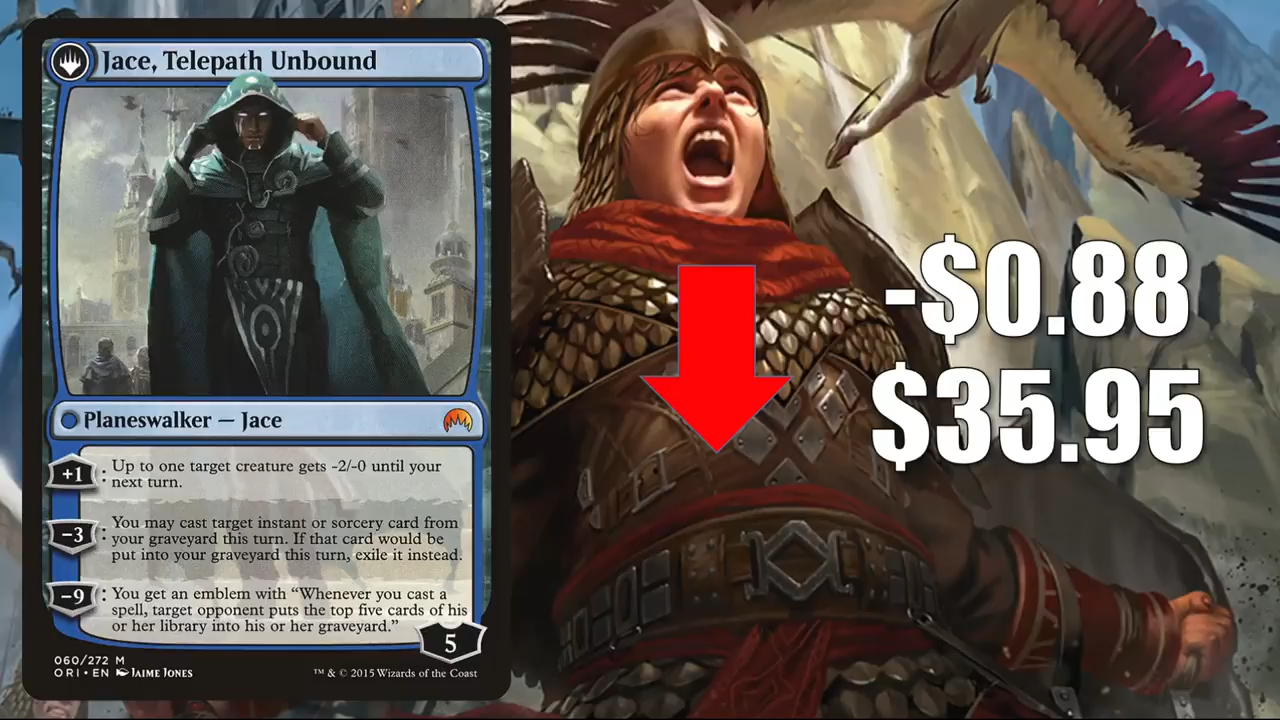 Jace, Telepath Unbound
Planeswalker — Jace
+1 : Up to one target creature gets -2/-0 until your
next turn.
-3 : You may cast target instant or sorcery card from
your graveyard this turn. If that card would be
put into your graveyard this turn, exile it instead.
-9 : You get an emblem with “Whenever you cast a
spell, target opponent puts the top five cards of his
or her library into his or her graveyard.”
5
060/272 M
ORI • EN JAIME JONES
™ & © 2015 Wizards of the Coast
-$0.88
$35.95